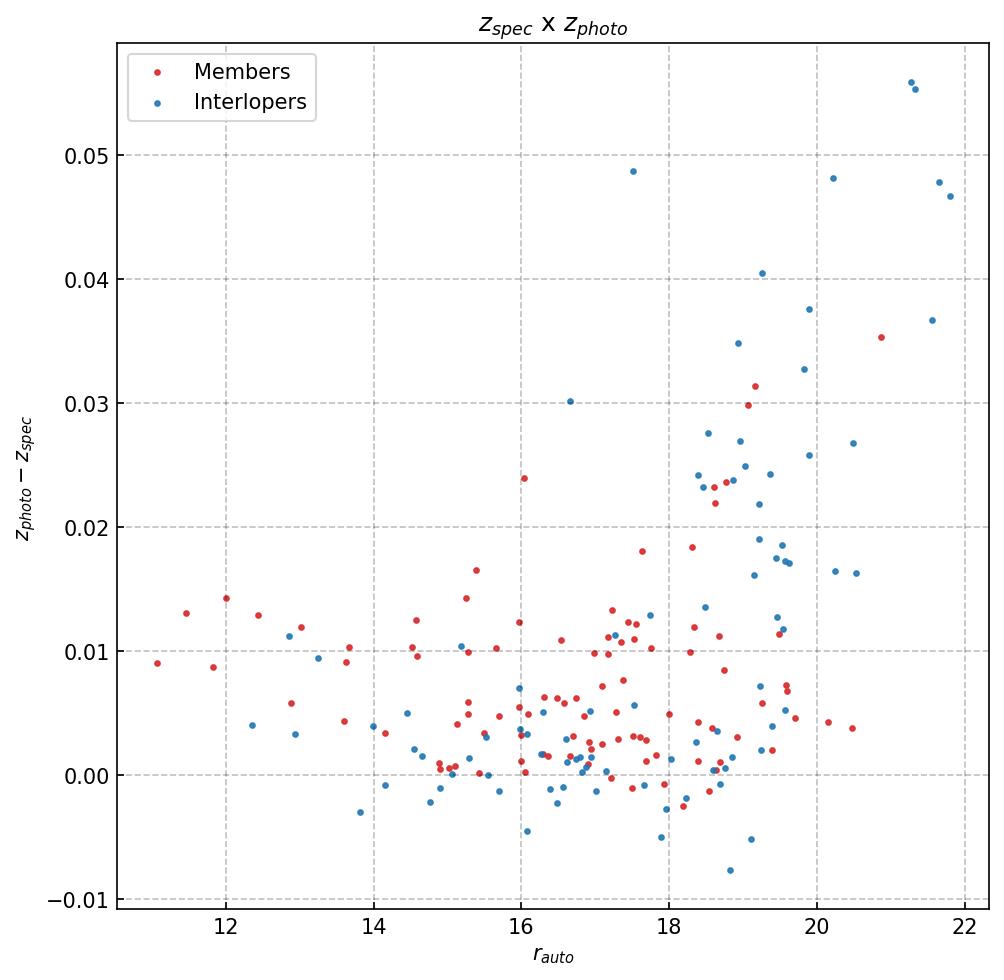 z_spec x z_photo
Members
Interlopers
0.05
0.04
0.03
0.02
0.01
0.00
−0.01
z_photo − z_spec
12 14 16 18 20 22
r_auto